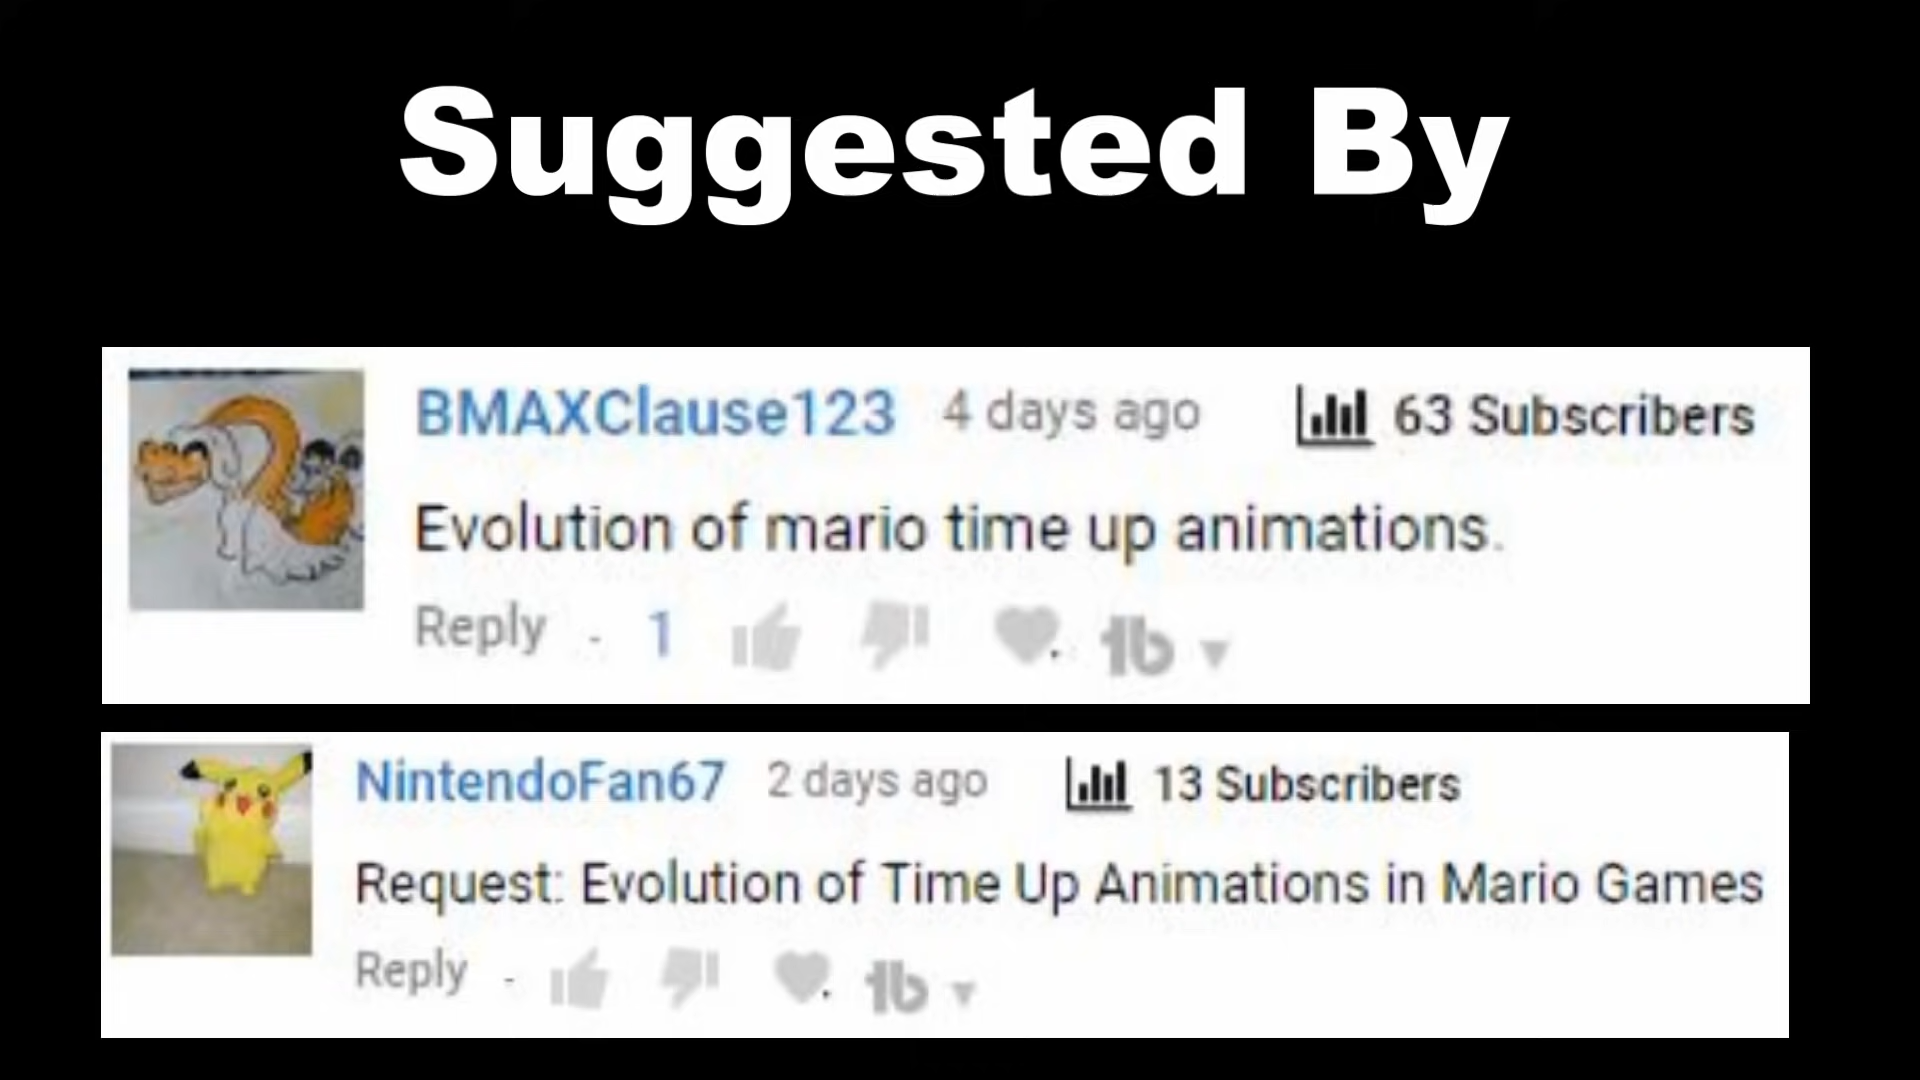 Suggested By
BMAXClause123 4 days ago 63 Subscribers
Evolution of mario time up animations.
Reply 1
NintendoFan67 2 days ago 13 Subscribers
Request: Evolution of Time Up Animations in Mario Games
Reply